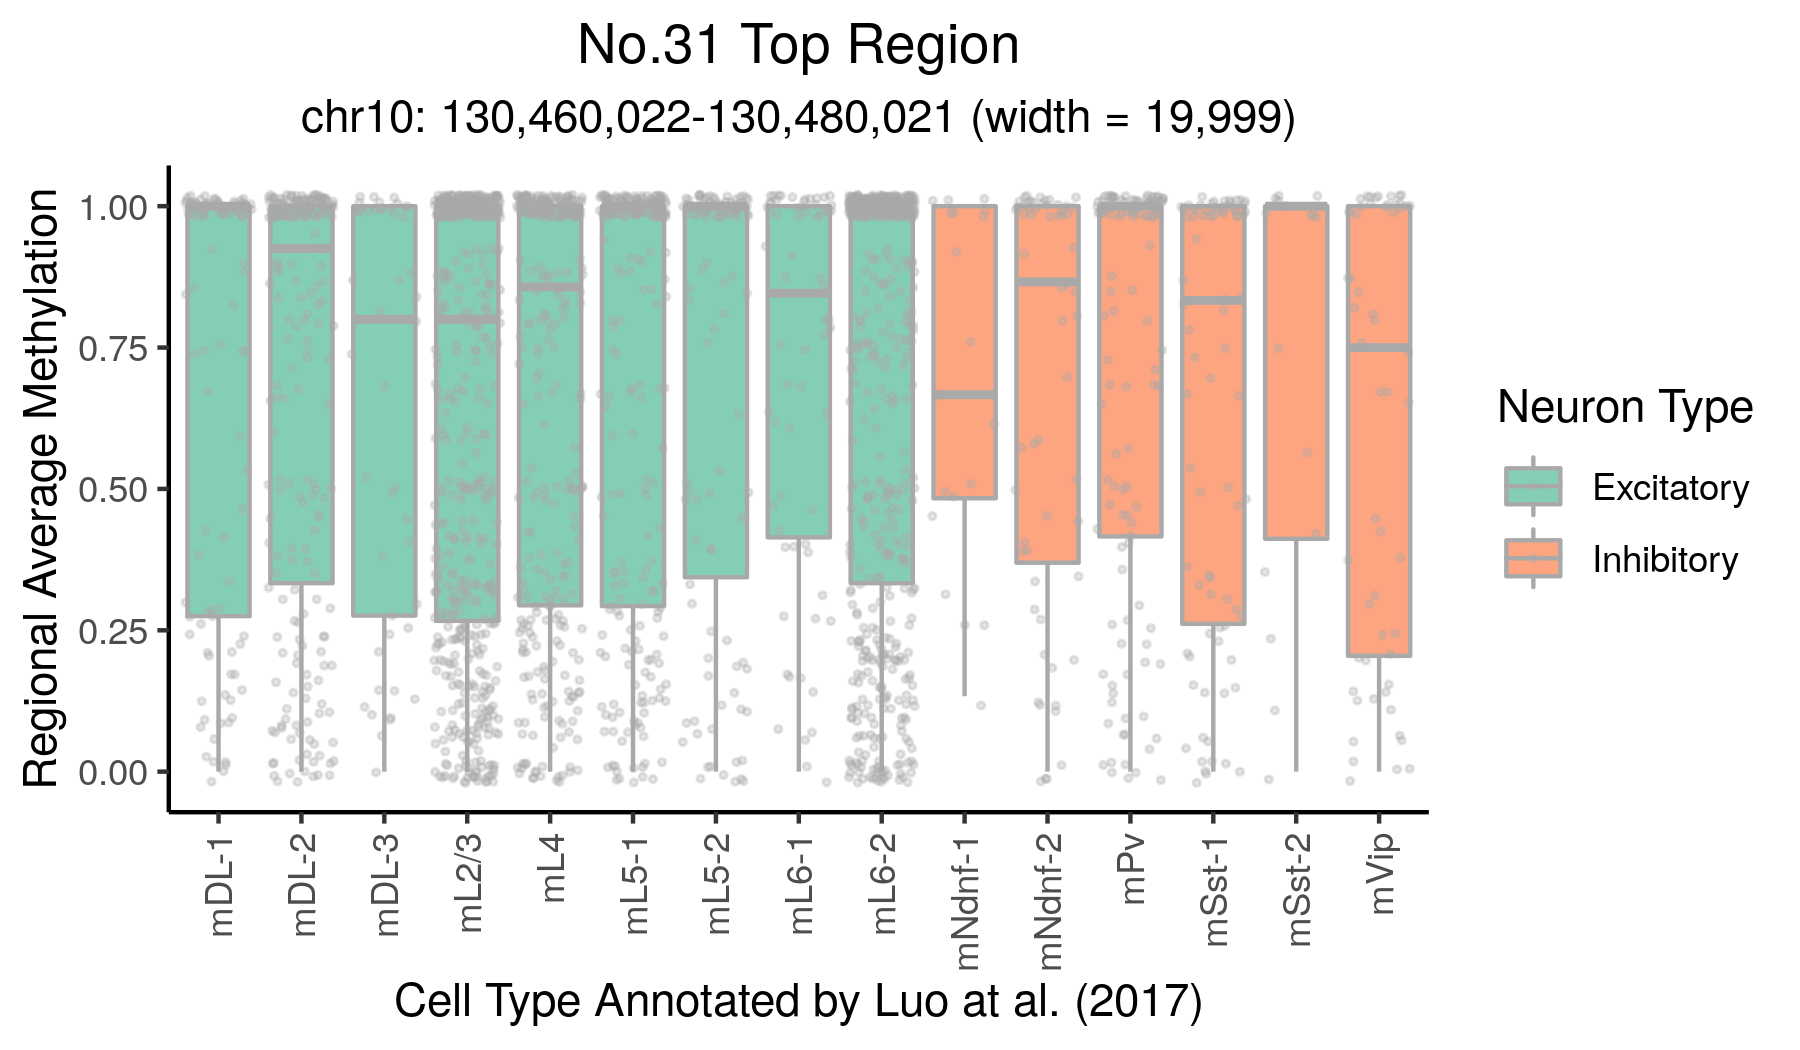 No.31 Top Region
chr10: 130,460,022-130,480,021 (width = 19,999)
Regional Average Methylation
1.00
0.75
0.50
0.25
0.00
mDL-1
mDL-2
mDL-3
mL2/3
mL4
mL5-1
mL5-2
mL6-1
mL6-2
mNdnf-1
mNdnf-2
mPv
mSst-1
mSst-2
mVip
Cell Type Annotated by Luo at al. (2017)
Neuron Type
Excitatory
Inhibitory